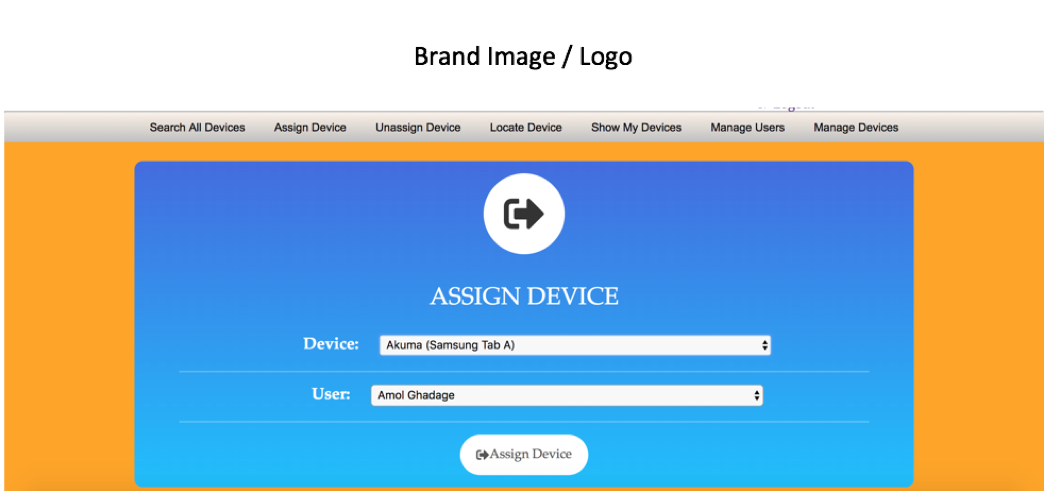 Brand Image / Logo
Search All Devices Assign Device Unassign Device Locate Device Show My Devices Manage Users Manage Devices
ASSIGN DEVICE
Device: Akuma (Samsung Tab A)
User: Amol Ghadage
Assign Device